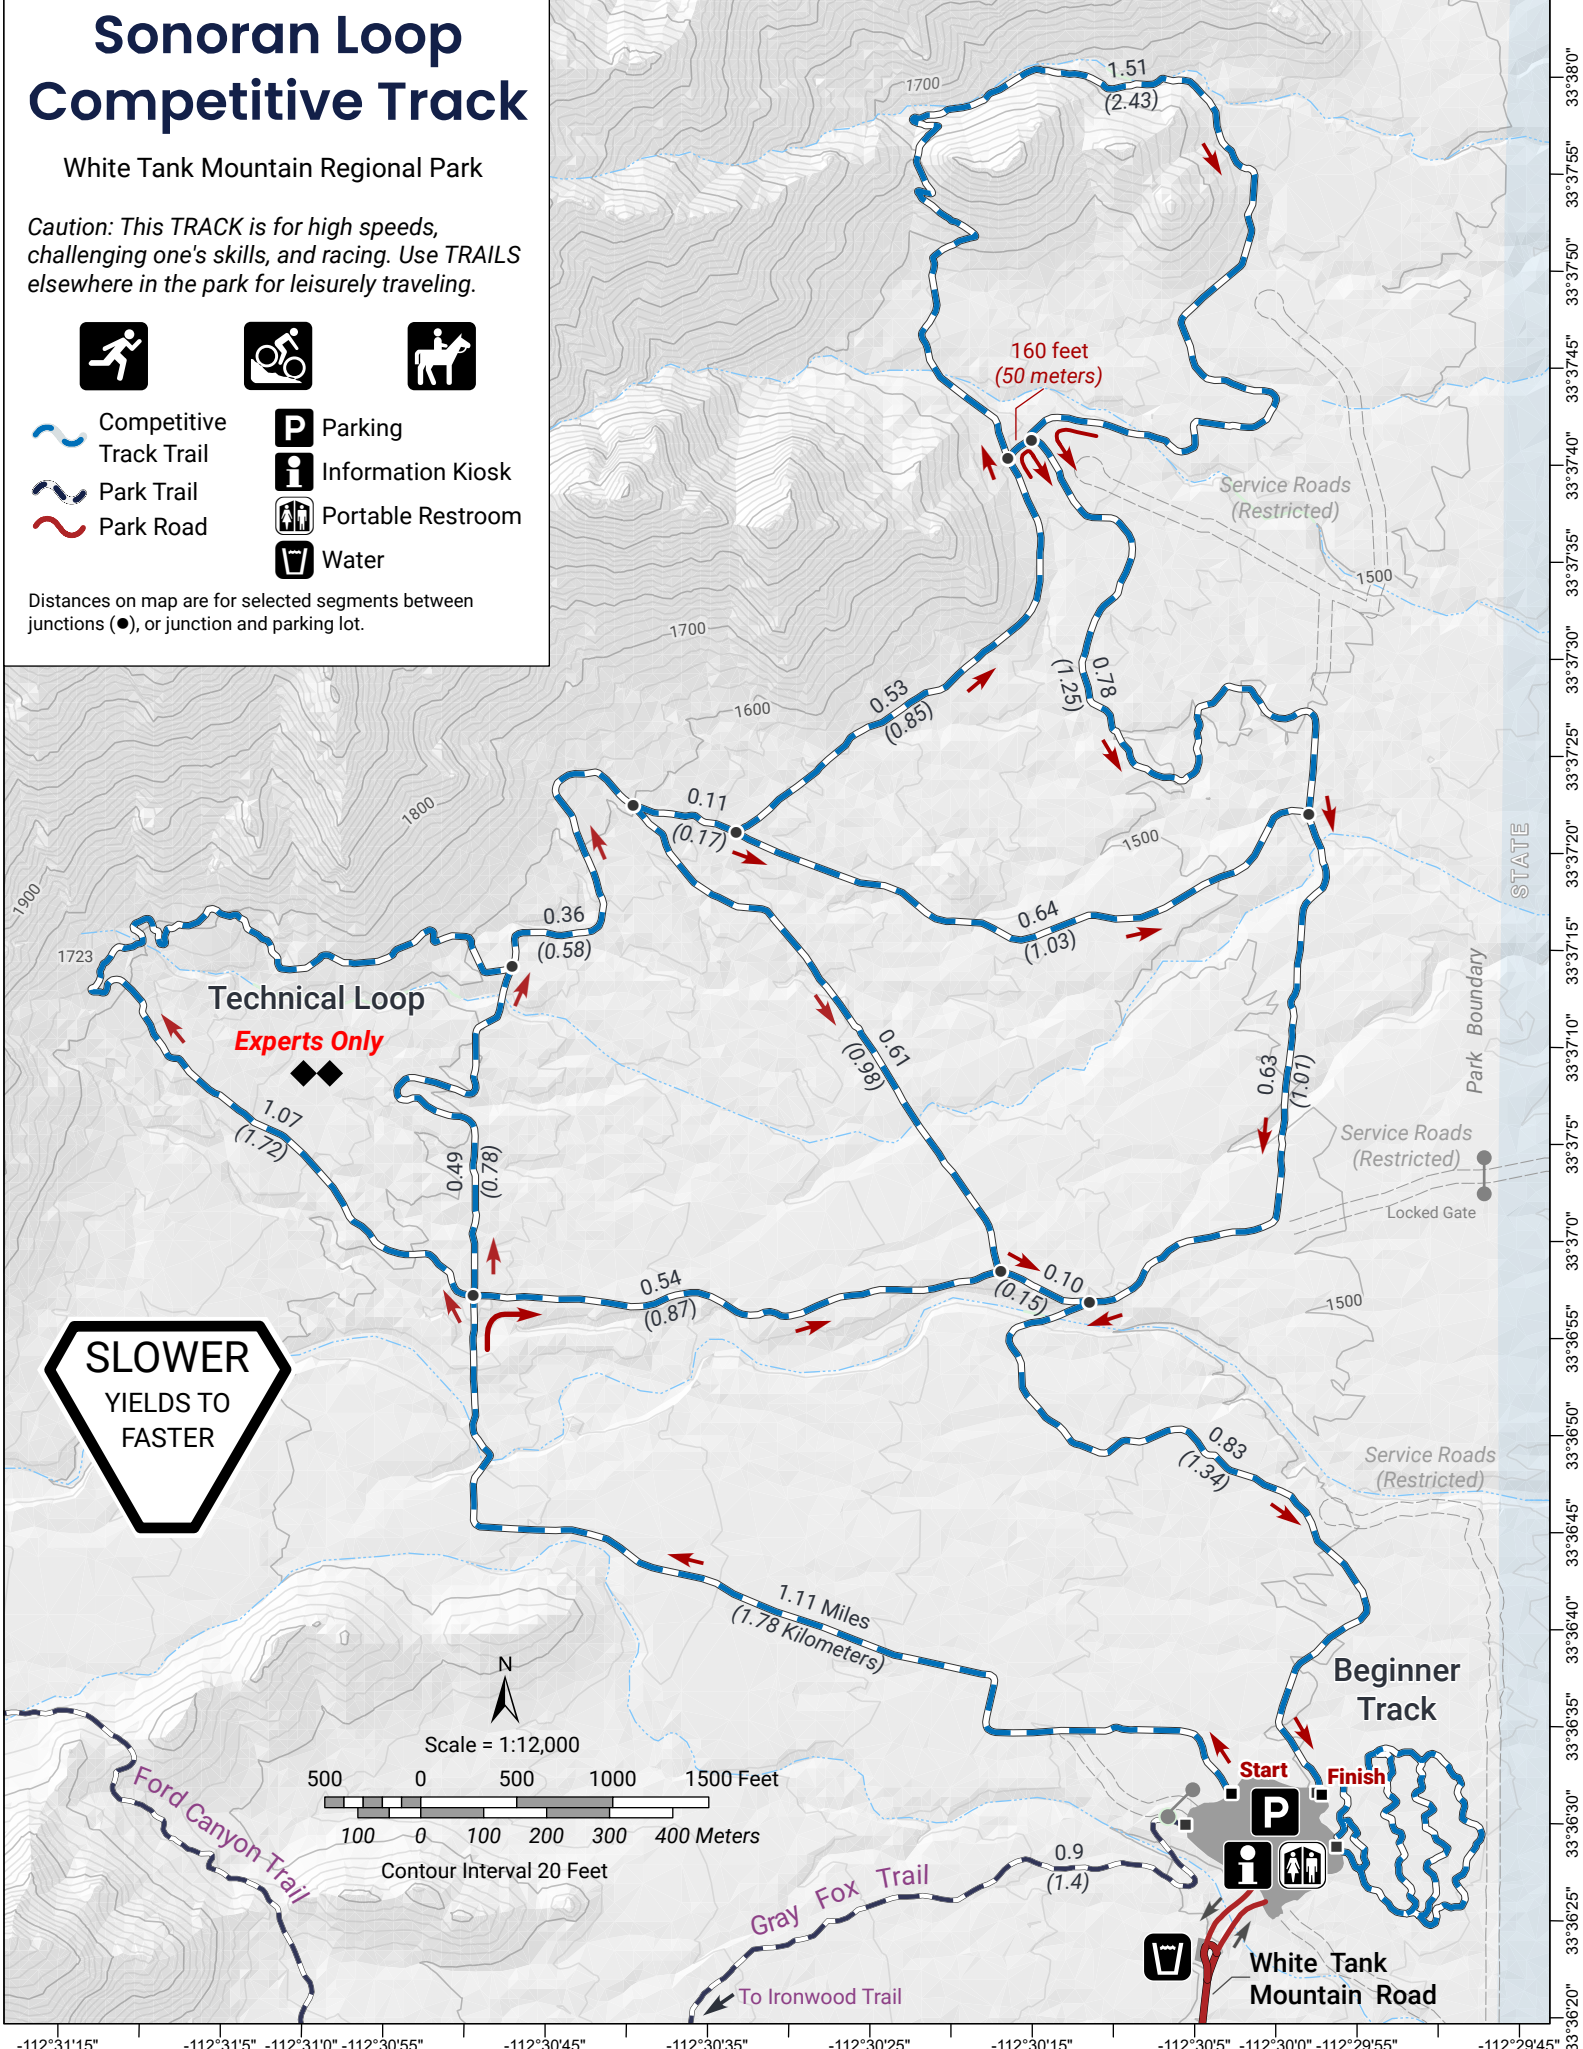 Sonoran Loop
Competitive Track
White Tank Mountain Regional Park
Caution: This TRACK is for high speeds,
challenging one's skills, and racing. Use TRAILS
elsewhere in the park for leisurely traveling.
Competitive
Track Trail
Park Trail
Park Road
P Parking
i Information Kiosk
Portable Restroom
Water
Distances on map are for selected segments between
junctions (●), or junction and parking lot.
1700
1.51
(2.43)
160 feet
(50 meters)
Service Roads
(Restricted)
1500
1700
1600
0.53
(0.85)
0.78
(1.25)
1800
0.11
(0.17)
1500
STATE
1900
0.36
(0.58)
0.64
(1.03)
1723
Technical Loop
Experts Only
0.61
(0.98)
Park Boundary
0.63
(1.01)
1.07
(1.72)
0.49
(0.78)
Service Roads
(Restricted)
Locked Gate
0.54
(0.87)
0.10
(0.15)
1500
SLOWER
YIELDS TO
FASTER
0.83
(1.34)
Service Roads
(Restricted)
1.11 Miles
(1.78 Kilometers)
N
Scale = 1:12,000
500 0 500 1000 1500 Feet
100 0 100 200 300 400 Meters
Contour Interval 20 Feet
Beginner
Track
Start
Finish
P
i
Ford Canyon Trail
Gray Fox Trail
0.9
(1.4)
To Ironwood Trail
White Tank
Mountain Road
33°38'0"
33°37'55"
33°37'50"
33°37'45"
33°37'40"
33°37'35"
33°37'30"
33°37'25"
33°37'20"
33°37'15"
33°37'10"
33°37'5"
33°37'0"
33°36'55"
33°36'50"
33°36'45"
33°36'40"
33°36'35"
33°36'30"
33°36'25"
33°36'20"
-112°31'15" -112°31'5" -112°31'0" -112°30'55" -112°30'45" -112°30'35" -112°30'25" -112°30'15" -112°30'5" -112°30'0" -112°29'55" -112°29'45"